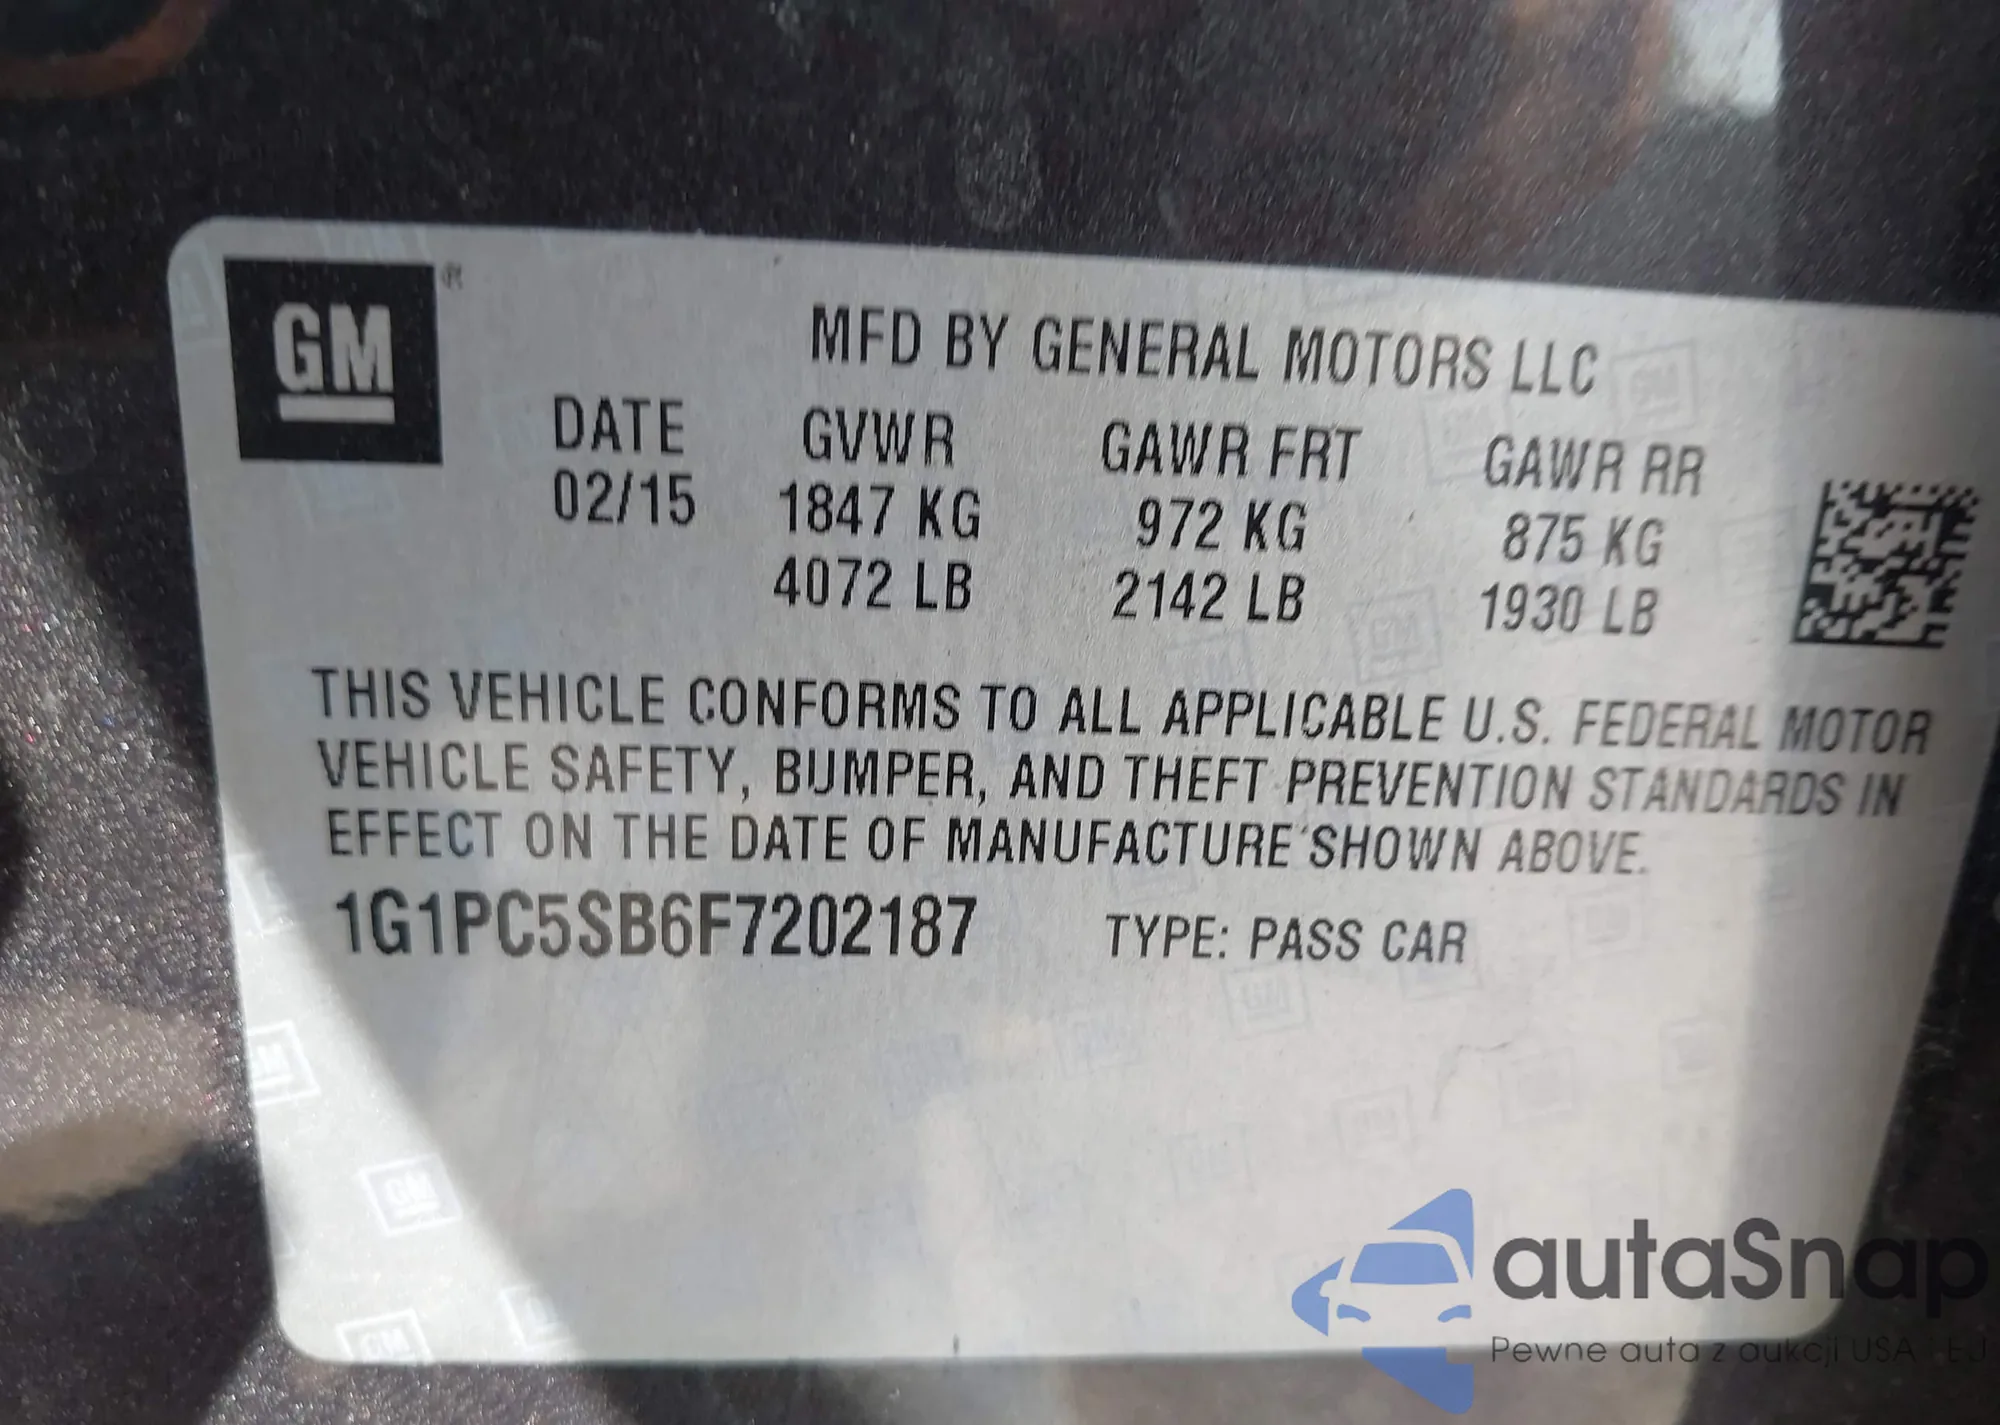 GM®
MFD BY GENERAL MOTORS LLC
DATE GVWR GAWR FRT GAWR RR
02/15 1847 KG 972 KG 875 KG
4072 LB 2142 LB 1930 LB
THIS VEHICLE CONFORMS TO ALL APPLICABLE U.S. FEDERAL MOTOR
VEHICLE SAFETY, BUMPER, AND THEFT PREVENTION STANDARDS IN
EFFECT ON THE DATE OF MANUFACTURE SHOWN ABOVE.
1G1PC5SB6F7202187 TYPE: PASS CAR
autaSnap
Pewne auta z aukcji USA